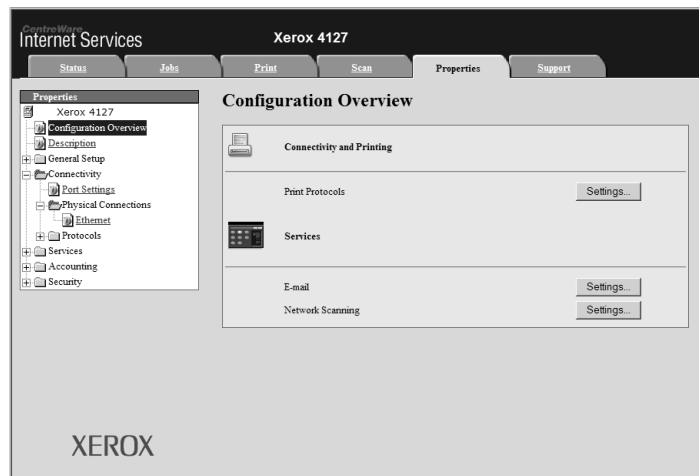 CentreWare
Internet Services
Xerox 4127
Status
Jobs
Print
Scan
Properties
Support
Properties
Xerox 4127
Configuration Overview
Description
General Setup
Connectivity
Port Settings
Physical Connections
Ethernet
Protocols
Services
Accounting
Security
Configuration Overview
Connectivity and Printing
Print Protocols
Settings...
Services
E-mail
Settings...
Network Scanning
Settings...
XEROX